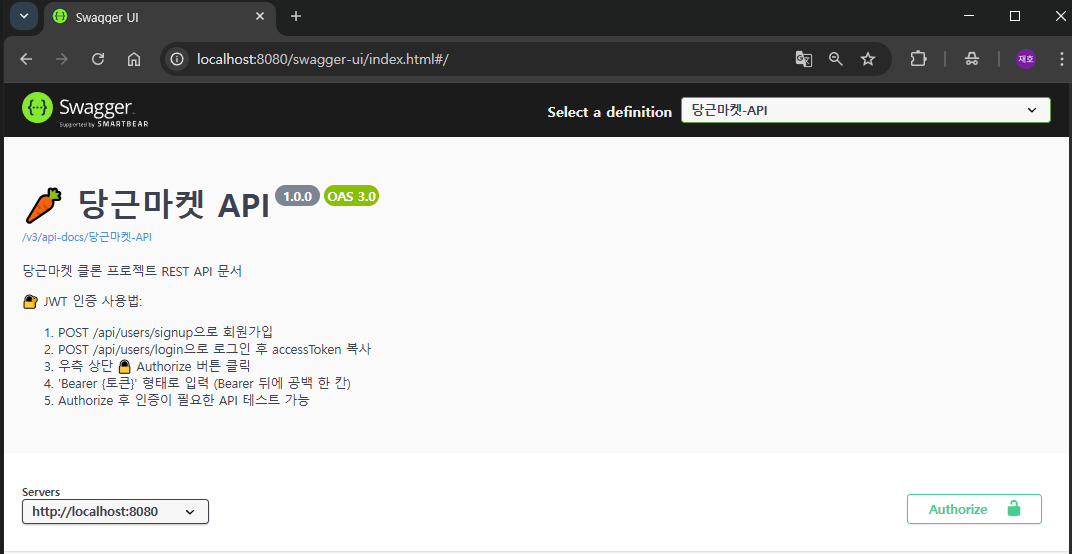 Swagger UI
localhost:8080/swagger-ui/index.html#/
재호
Swagger
Supported by SMARTBEAR
Select a definition
당근마켓-API
당근마켓 API
1.0.0
OAS 3.0
/v3/api-docs/당근마켓-API
당근마켓 클론 프로젝트 REST API 문서
JWT 인증 사용법:
1. POST /api/users/signup으로 회원가입
2. POST /api/users/login으로 로그인 후 accessToken 복사
3. 우측 상단 🔒 Authorize 버튼 클릭
4. 'Bearer {토큰}' 형태로 입력 (Bearer 뒤에 공백 한 칸)
5. Authorize 후 인증이 필요한 API 테스트 가능
Servers
http://localhost:8080
Authorize